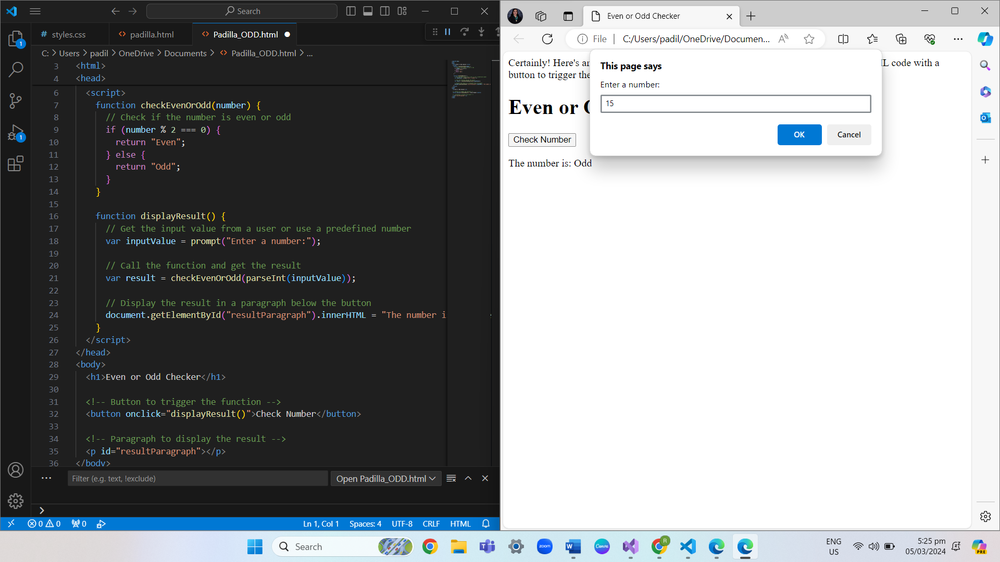 Search
# styles.css
<> padilla.html
<> Padilla_ODD.html
C: > Users > padil > OneDrive > Documents > <> Padilla_ODD.html > ...
3 <html>
4 <head>
6 <script>
7 function checkEvenOrOdd(number) {
8 // Check if the number is even or odd
9 if (number % 2 === 0) {
10 return "Even";
11 } else {
12 return "Odd";
13 }
14 }
15
16 function displayResult() {
17 // Get the input value from a user or use a predefined number
18 var inputValue = prompt("Enter a number:");
19
20 // Call the function and get the result
21 var result = checkEvenOrOdd(parseInt(inputValue));
22
23 // Display the result in a paragraph below the button
24 document.getElementById("resultParagraph").innerHTML = "The number i
25 }
26 </script>
27 </head>
28 <body>
29 <h1>Even or Odd Checker</h1>
30
31 <!-- Button to trigger the function -->
32 <button onclick="displayResult()">Check Number</button>
33
34 <!-- Paragraph to display the result -->
35 <p id="resultParagraph"></p>
36 </body>
1
1
... Filter (e.g. text, !exclude) Open Padilla_ODD.html
>
0 0 0 Ln 1, Col 1 Spaces: 4 UTF-8 CRLF HTML
Even or Odd Checker
File | C:/Users/padil/OneDrive/Documen...
Certainly! Here's an
L code with a
button to trigger the
This page says
Enter a number:
15
OK Cancel
Even or O
Check Number
The number is: Odd
Search
zoom
Canva
R
ENG
US
5:25 pm
05/03/2024
PRE